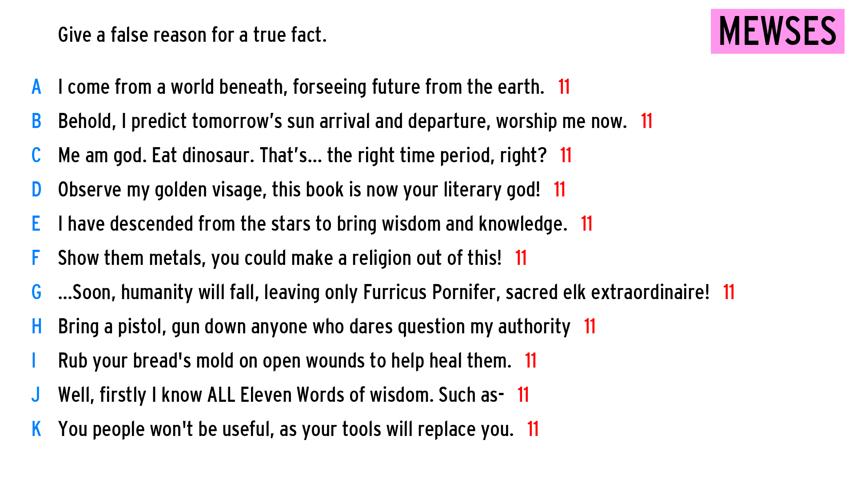 Give a false reason for a true fact.
MEWSES
A I come from a world beneath, forseeing future from the earth. 11
B Behold, I predict tomorrow's sun arrival and departure, worship me now. 11
C Me am god. Eat dinosaur. That's... the right time period, right? 11
D Observe my golden visage, this book is now your literary god! 11
E I have descended from the stars to bring wisdom and knowledge. 11
F Show them metals, you could make a religion out of this! 11
G ...Soon, humanity will fall, leaving only Furricus Pornifer, sacred elk extraordinaire! 11
H Bring a pistol, gun down anyone who dares question my authority 11
I Rub your bread's mold on open wounds to help heal them. 11
J Well, firstly I know ALL Eleven Words of wisdom. Such as- 11
K You people won't be useful, as your tools will replace you. 11